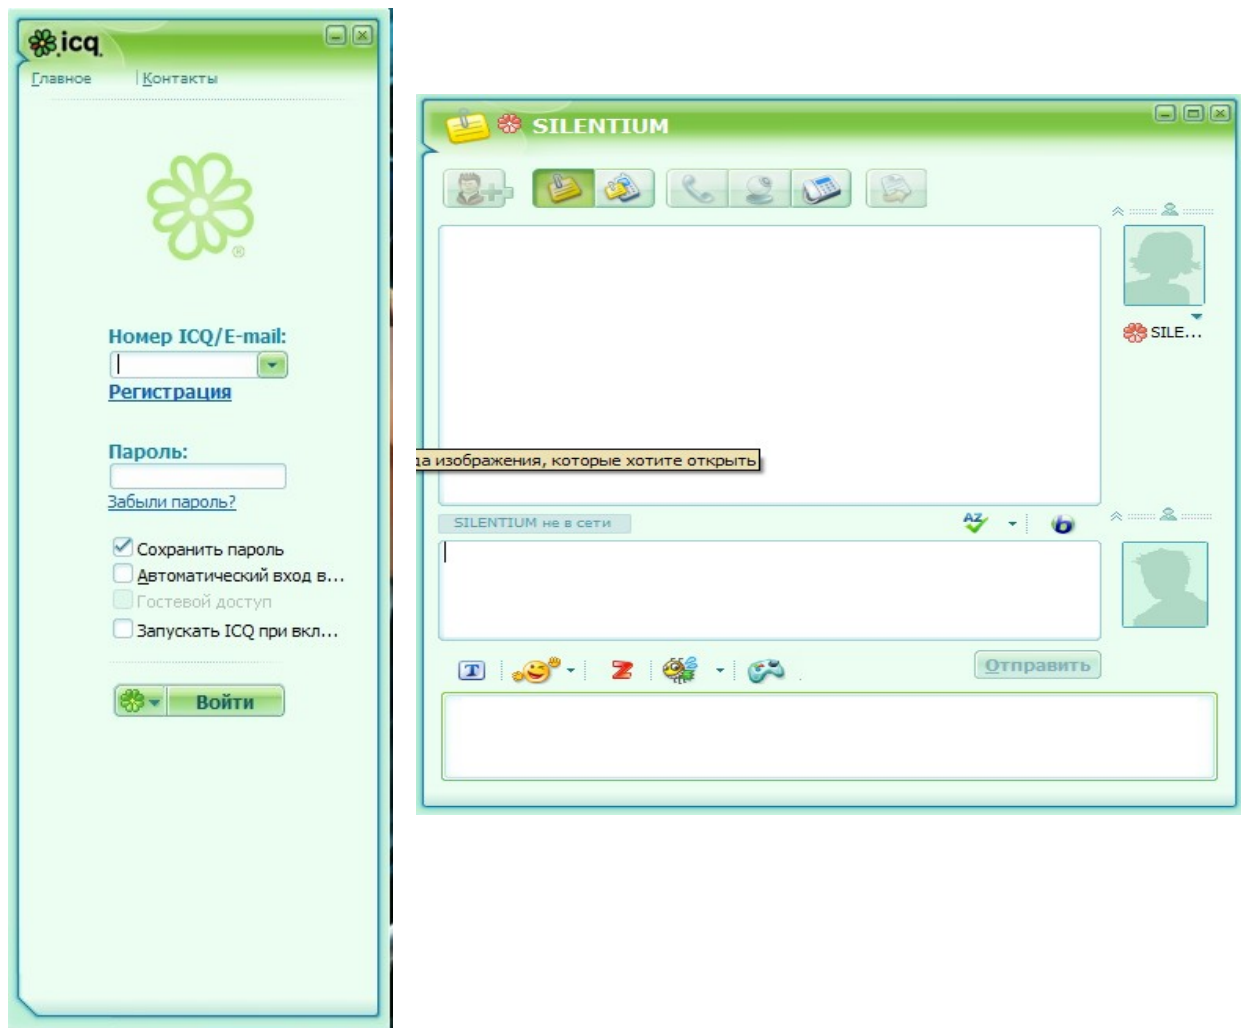 icq
Главное
Контакты
Номер ICQ/E-mail:
Регистрация
Пароль:
Забыли пароль?
Сохранить пароль
Автоматический вход в...
Гостевой доступ
Запускать ICQ при вкл...
Войти
SILENTIUM
SILE...
изображения, которые хотите открыть
SILENTIUM не в сети
AZ
b
T
Z
Отправить